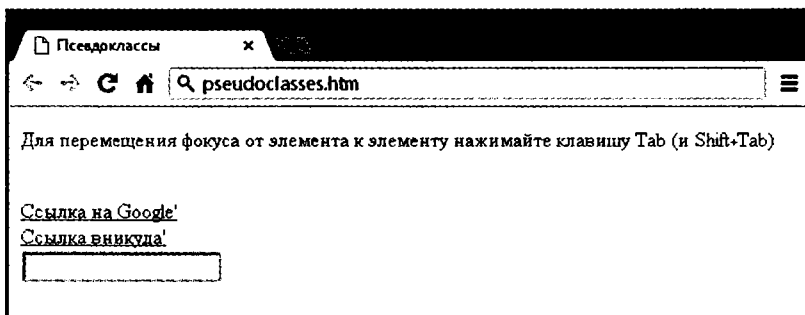 Псевдоклассы
pseudoclasses.htm
Для перемещения фокуса от элемента к элементу нажимайте клавишу Tab (и Shift+Tab)
Ссылка на Google'
Ссылка вникуда'